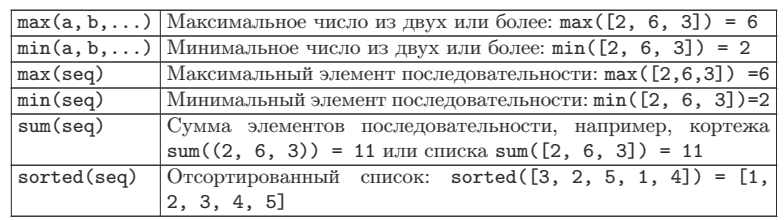 max(a,b,...) Максимальное число из двух или более: max([2, 6, 3]) = 6
min(a,b,...) Минимальное число из двух или более: min([2, 6, 3]) = 2
max(seq) Максимальный элемент последовательности: max([2,6,3]) =6
min(seq) Минимальный элемент последовательности: min([2, 6, 3])=2
sum(seq) Сумма элементов последовательности, например, кортежа
sum((2, 6, 3)) = 11 или списка sum([2, 6, 3]) = 11
sorted(seq) Отсортированный список: sorted([3, 2, 5, 1, 4]) = [1,
2, 3, 4, 5]